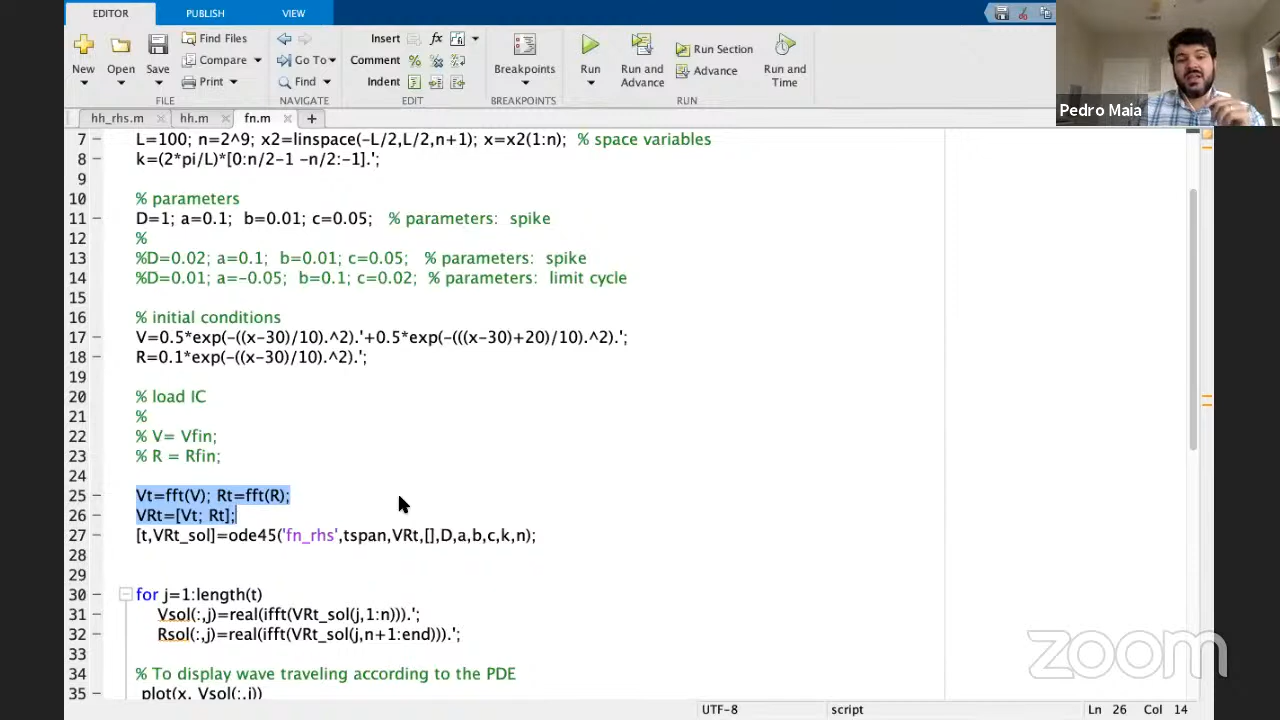 EDITOR PUBLISH VIEW
New Open Save Find Files Compare Print
Insert fx Comment Indent Go To Find
Breakpoints Run Run and Advance Run Section Advance Run and Time
FILE NAVIGATE EDIT BREAKPOINTS RUN
Pedro Maia
hh_rhs.m hh.m fn.m
7 L=100; n=2^9; x2=linspace(-L/2,L/2,n+1); x=x2(1:n); % space variables
8 k=(2*pi/L)*[0:n/2-1 -n/2:-1].';
9
10 % parameters
11 D=1; a=0.1; b=0.01; c=0.05; % parameters: spike
12 %
13 %D=0.02; a=0.1; b=0.01; c=0.05; % parameters: spike
14 %D=0.01; a=-0.05; b=0.1; c=0.02; % parameters: limit cycle
15
16 % initial conditions
17 V=0.5*exp(-((x-30)/10).^2).'+0.5*exp(-(((x-30)+20)/10).^2).';
18 R=0.1*exp(-((x-30)/10).^2).';
19
20 % load IC
21 %
22 % V= Vfin;
23 % R = Rfin;
24
25 Vt=fft(V); Rt=fft(R);
26 VRt=[Vt; Rt];
27 [t,VRt_sol]=ode45('fn_rhs',tspan,VRt,[],D,a,b,c,k,n);
28
29
30 for j=1:length(t)
31 Vsol(:,j)=real(ifft(VRt_sol(j,1:n))).';
32 Rsol(:,j)=real(ifft(VRt_sol(j,n+1:end))).';
33
34 % To display wave traveling according to the PDE
35 plot(x, Vsol(:,j))
zoom
UTF-8 script Ln 26 Col 14